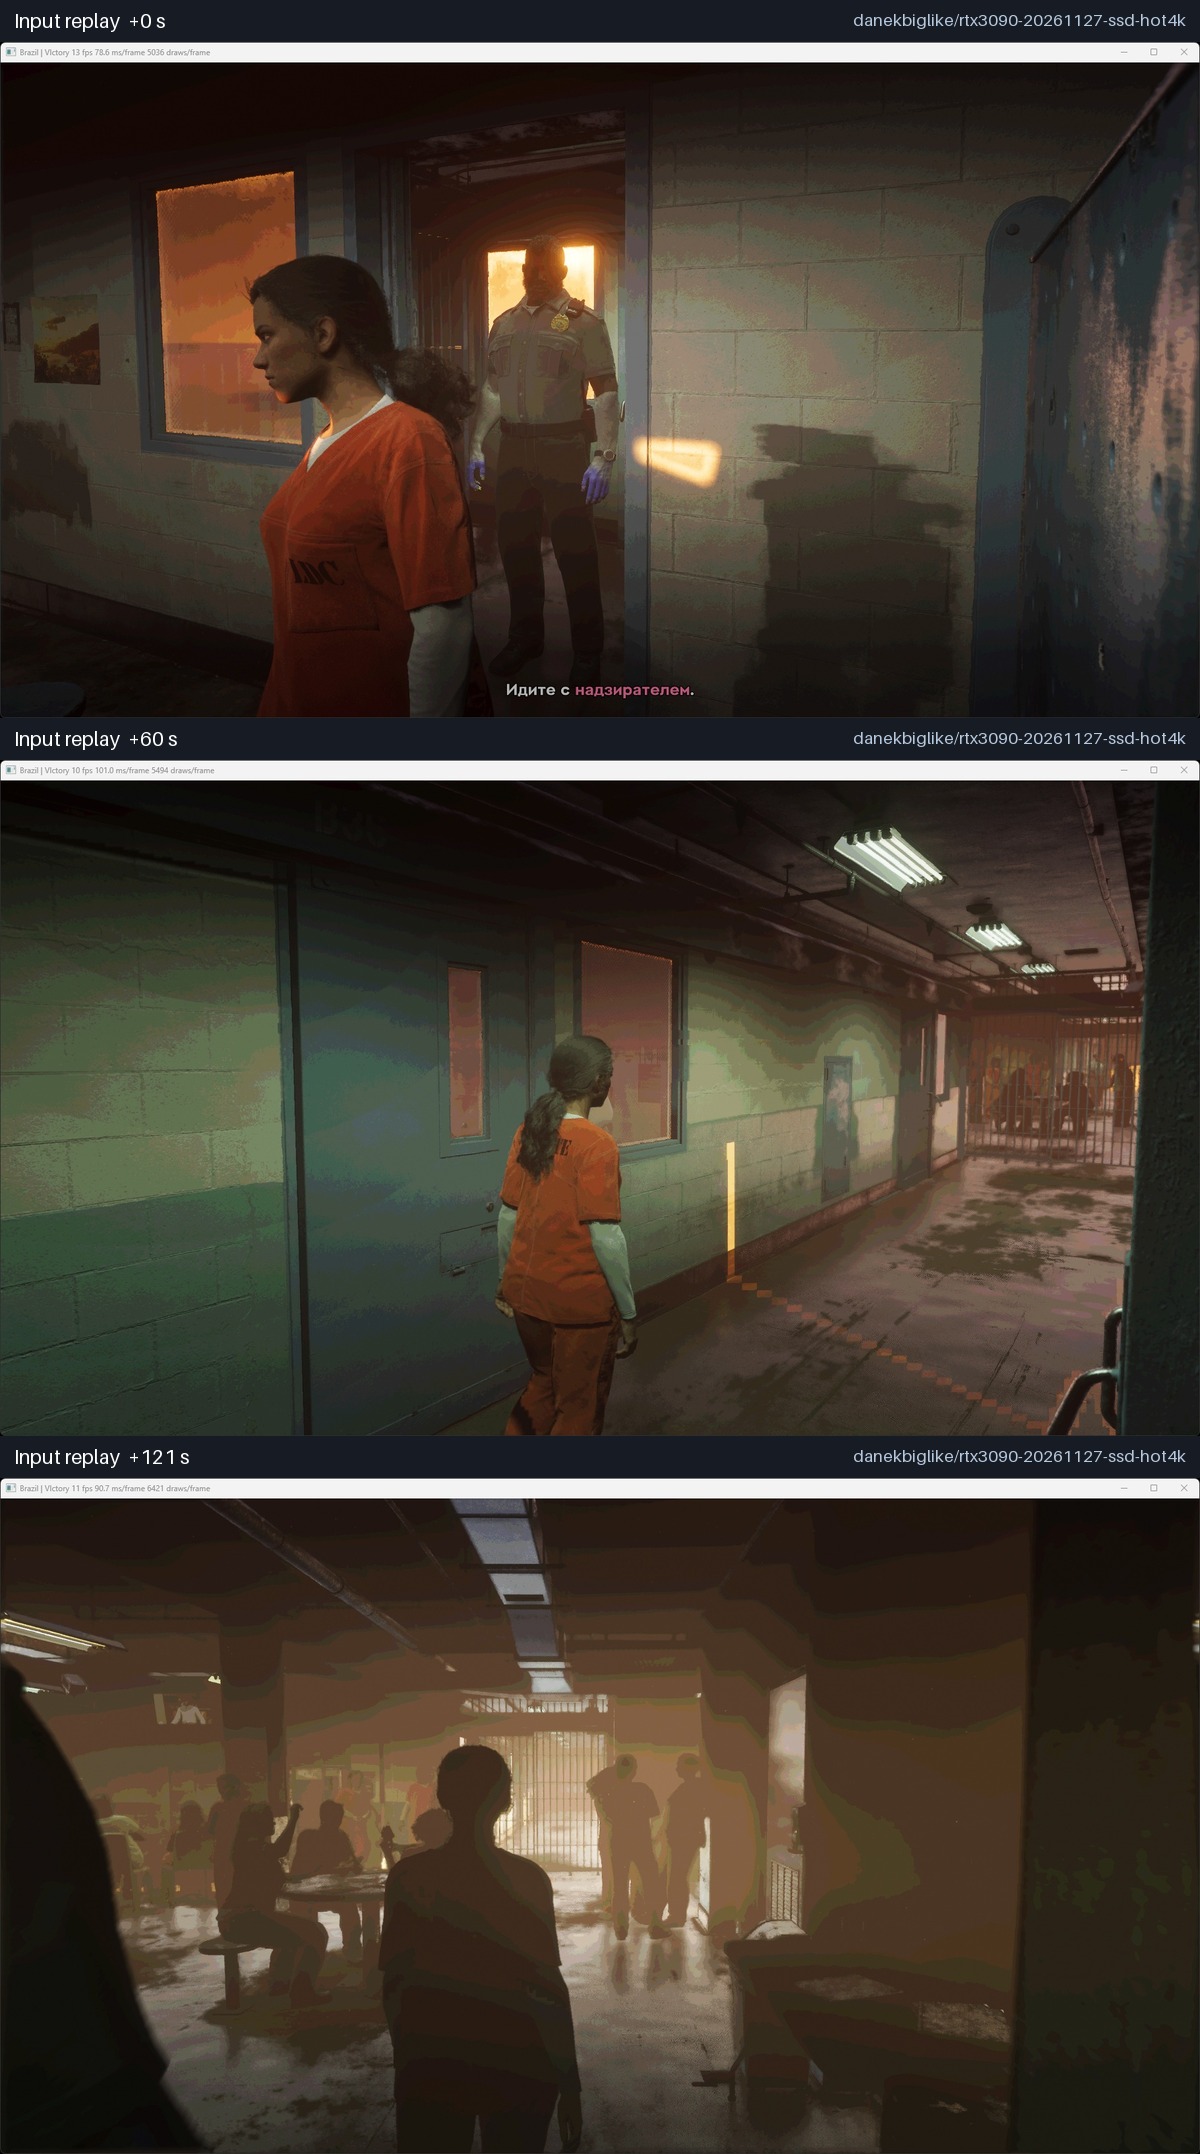 Input replay +0 s
danekbiglike/rtx3090-20261127-ssd-hot4k
Brazil | VIctory 13 fps 78.6 ms/frame 5036 draws/frame
LDC
Идите с надзирателем.
Input replay +60 s
danekbiglike/rtx3090-20261127-ssd-hot4k
Brazil | VIctory 10 fps 101.0 ms/frame 5494 draws/frame
Input replay +121 s
danekbiglike/rtx3090-20261127-ssd-hot4k
Brazil | VIctory 11 fps 90.7 ms/frame 6421 draws/frame